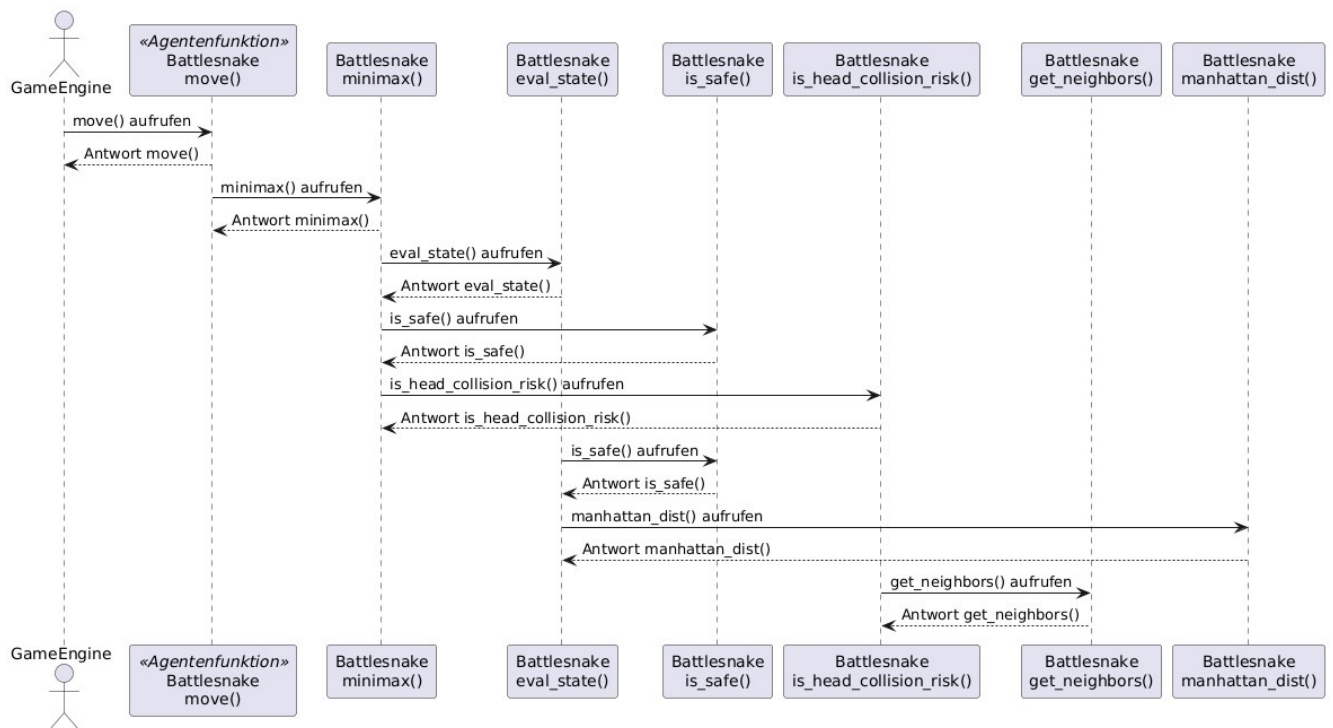 GameEngine
«Agentenfunktion»
Battlesnake
move()
Battlesnake
minimax()
Battlesnake
eval_state()
Battlesnake
is_safe()
Battlesnake
is_head_collision_risk()
Battlesnake
get_neighbors()
Battlesnake
manhattan_dist()
move() aufrufen
Antwort move()
minimax() aufrufen
Antwort minimax()
eval_state() aufrufen
Antwort eval_state()
is_safe() aufrufen
Antwort is_safe()
is_head_collision_risk() aufrufen
Antwort is_head_collision_risk()
is_safe() aufrufen
Antwort is_safe()
manhattan_dist() aufrufen
Antwort manhattan_dist()
get_neighbors() aufrufen
Antwort get_neighbors()
GameEngine
«Agentenfunktion»
Battlesnake
move()
Battlesnake
minimax()
Battlesnake
eval_state()
Battlesnake
is_safe()
Battlesnake
is_head_collision_risk()
Battlesnake
get_neighbors()
Battlesnake
manhattan_dist()